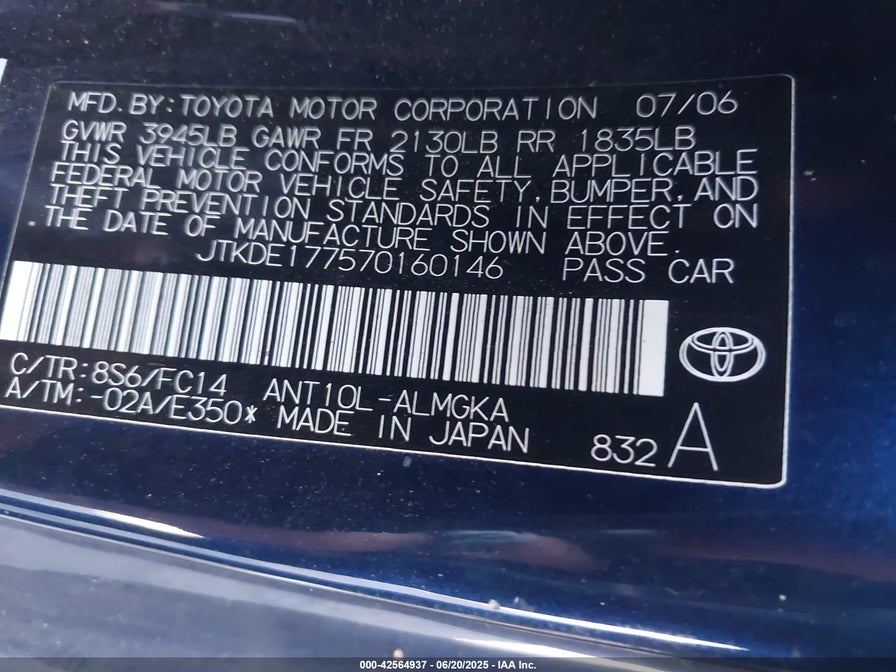 MFD. BY: TOYOTA MOTOR CORPORATION 07/06
GVWR 3945LB GAWR FR 2130LB RR 1835LB
THIS VEHICLE CONFORMS TO ALL APPLICABLE
FEDERAL MOTOR VEHICLE SAFETY, BUMPER, AND
THEFT PREVENTION STANDARDS IN EFFECT ON
THE DATE OF MANUFACTURE SHOWN ABOVE.
JTKDE177570160146 PASS CAR
C/TR: 8S6/FC14 ANT10L-ALMGKA
A/TM: -02A/E350* MADE IN JAPAN 832 A
000-42564937 - 06/20/2025 - IAA Inc.